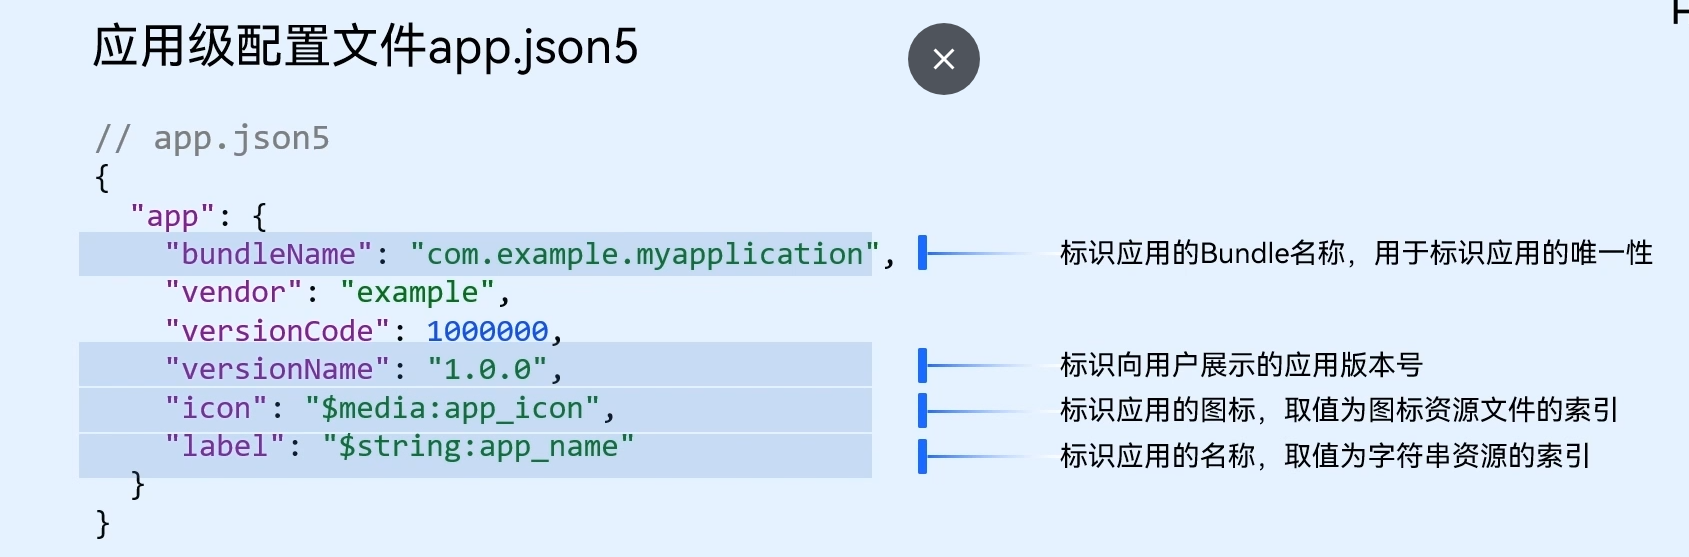 应用级配置文件app.json5
// app.json5
{
"app": {
"bundleName": "com.example.myapplication",
标识应用的Bundle名称，用于标识应用的唯一性
"vendor": "example",
"versionCode": 1000000,
"versionName": "1.0.0",
标识向用户展示的应用版本号
"icon": "$media:app_icon",
标识应用的图标，取值为图标资源文件的索引
"label": "$string:app_name"
标识应用的名称，取值为字符串资源的索引
}
}